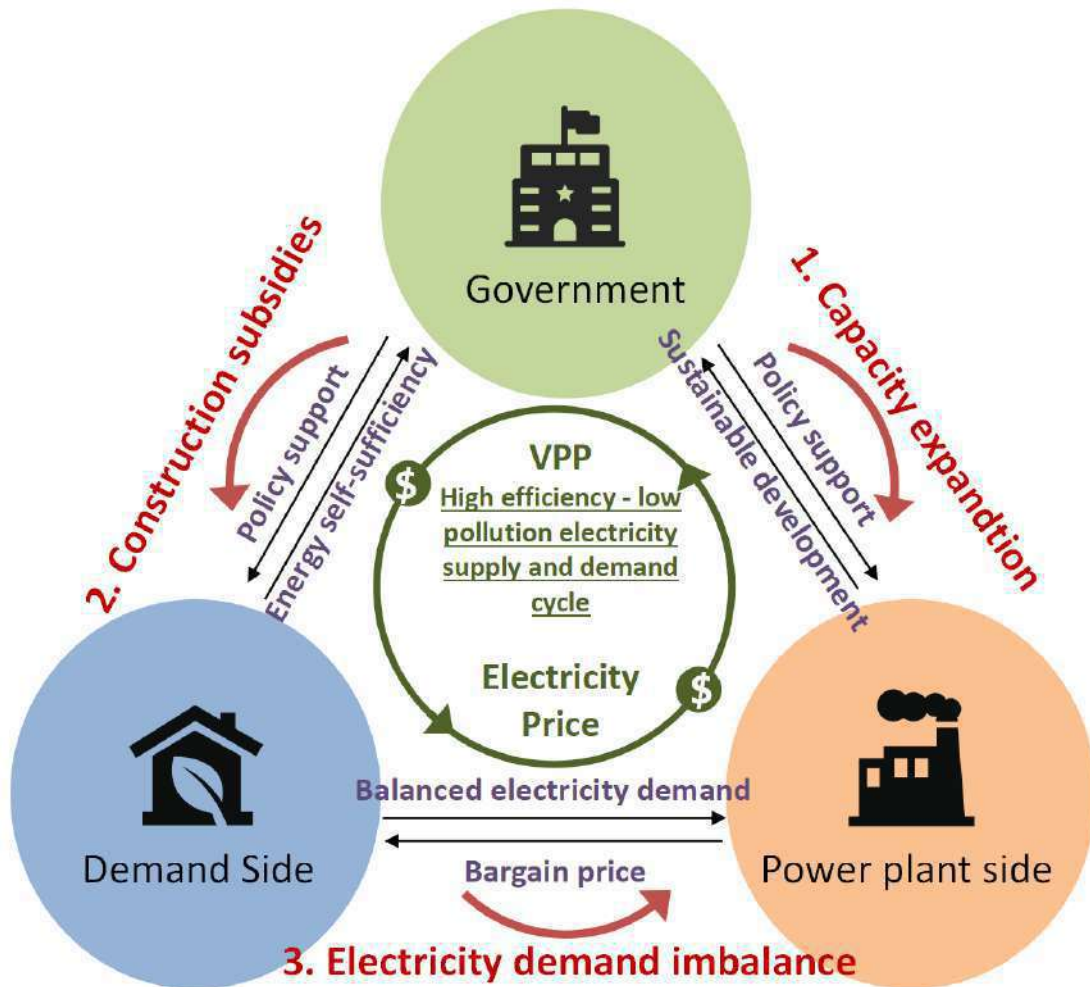 Government
1. Capacity expandtion
2. Construction subsidies
Policy support
Energy self-sufficiency
Sustainable development
Policy support
VPP
High efficiency - low
pollution electricity
supply and demand
cycle
Electricity
Price
$
$
Balanced electricity demand
Bargain price
Demand Side
Power plant side
3. Electricity demand imbalance